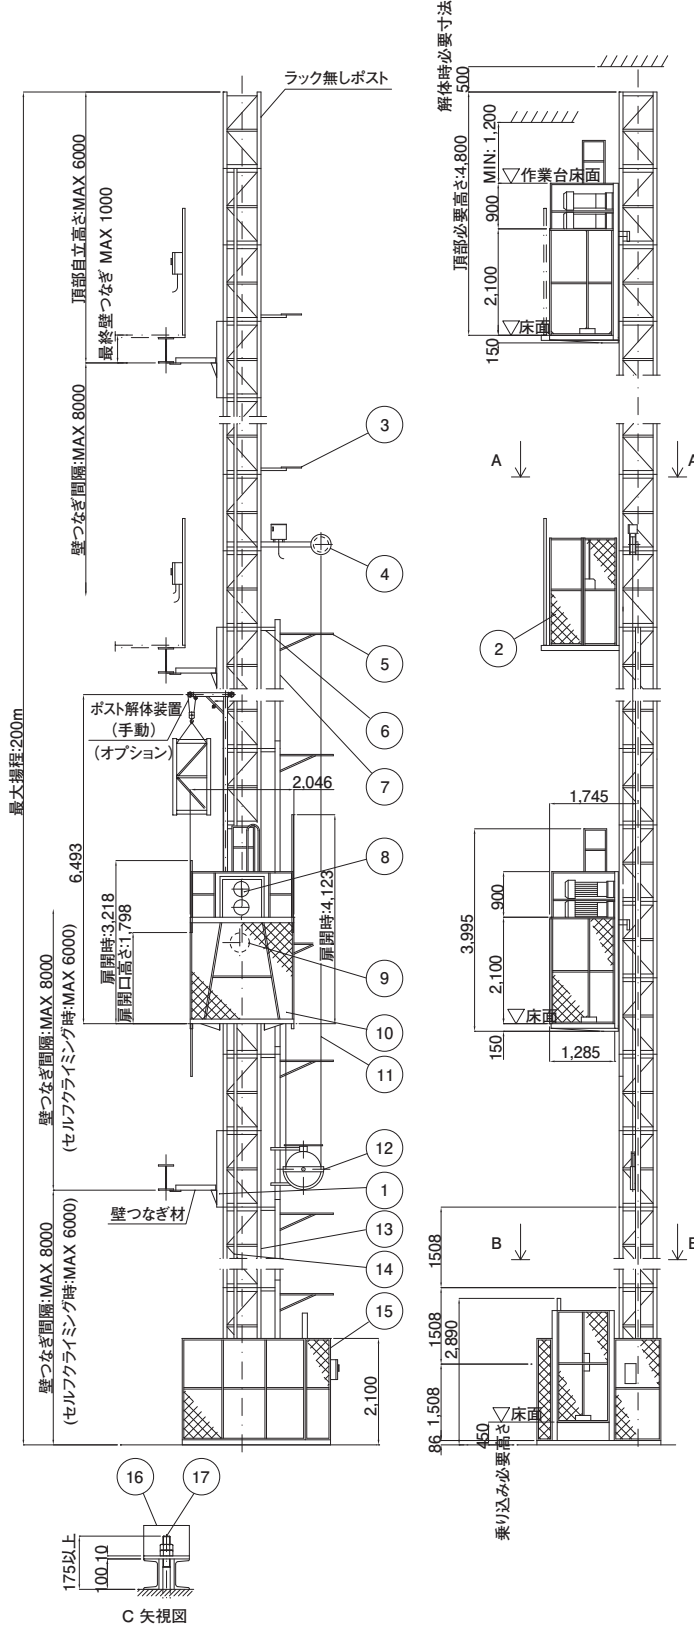 ラック無しポスト
頂部自立高さ:MAX 6000
最終壁つなぎ MAX 1000
壁つなぎ間隔:MAX 8000
最大揚程:200m
3
4
5
6
7
ポスト解体装置
(手動)
(オプション)
2,046
6,493
8
扉開時:3,218
扉開口高さ:1,798
扉開時:4,123
9
10
11
壁つなぎ間隔:MAX 8000
(セルフクライミング時:MAX 6000)
12
1
壁つなぎ材
13
14
壁つなぎ間隔:MAX 8000
(セルフクライミング時:MAX 6000)
15
2,100
16
17
175以上
10
100
C 矢視図
解体時必要寸法
500
頂部必要高さ:4,800
MIN: 1,200
▽作業台床面
900
2,100
▽床面
150
A
A
2
1,745
3,995
900
2,100
▽床面
150
1,285
1508
B
B
1508
2,890
1,508
▽床面
450
86
乗り込み必要高さ